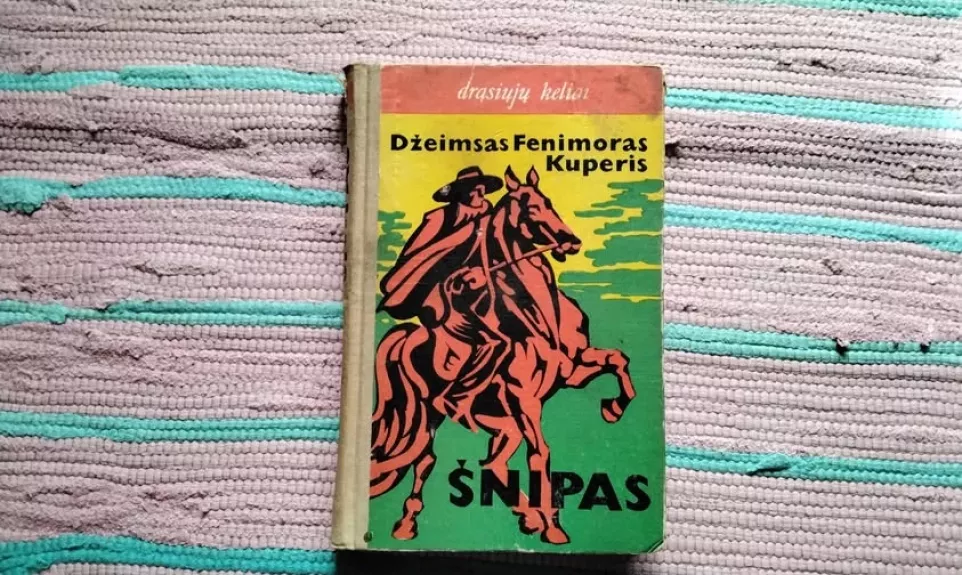 drąsiųjų keliai
Džeimsas Fenimoras
Kuperis
ŠNIPAS